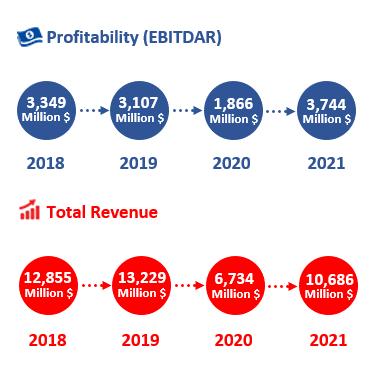 Profitability (EBITDAR)
3,349 3,107 1,866 3,744
Million $ Million $ Million $ Million $
2018 2019 2020 2021
Total Revenue
12,855 13,229 6,734 10,686
Million $ Million $ Million $ Million $
2018 2019 2020 2021